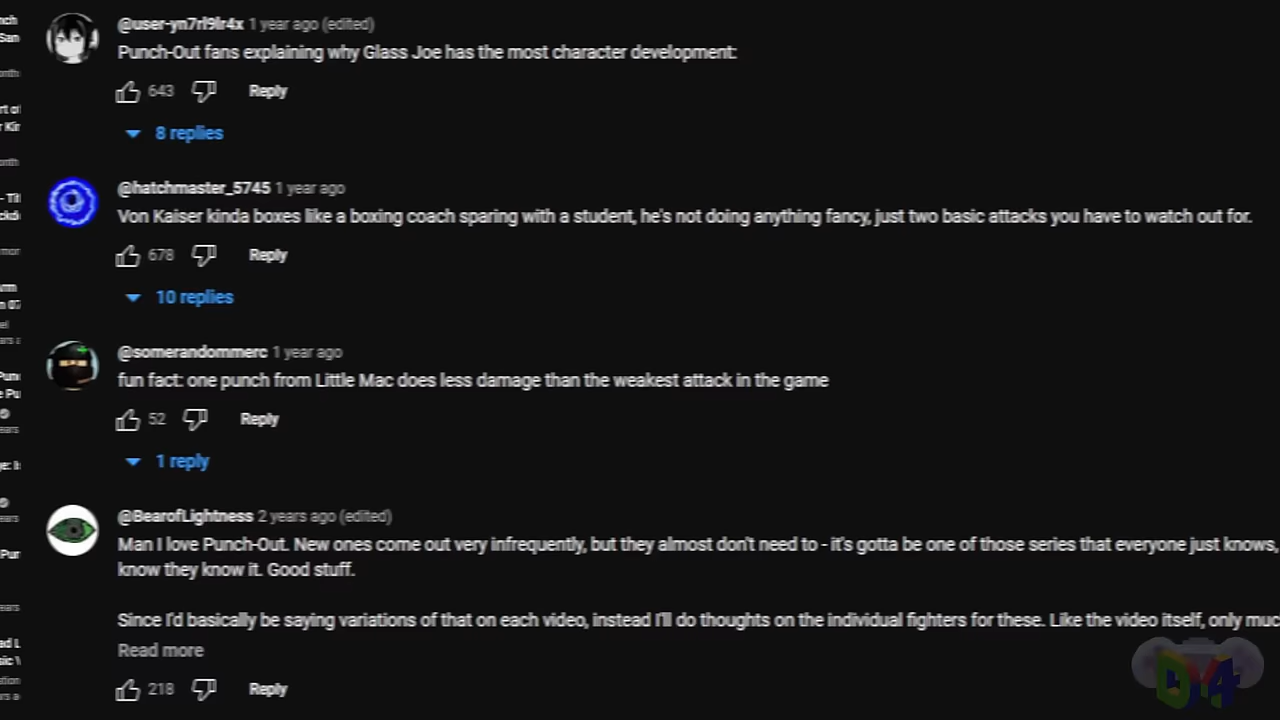 @user-yn7rl9lr4x 1 year ago (edited)
Punch-Out fans explaining why Glass Joe has the most character development:
643 Reply
8 replies
@hatchmaster_5745 1 year ago
Von Kaiser kinda boxes like a boxing coach sparing with a student, he's not doing anything fancy, just two basic attacks you have to watch out for.
678 Reply
10 replies
@somerandommerc 1 year ago
fun fact: one punch from Little Mac does less damage than the weakest attack in the game
52 Reply
1 reply
@BearofLightness 2 years ago (edited)
Man I love Punch-Out. New ones come out very infrequently, but they almost don't need to - it's gotta be one of those series that everyone just knows,
know they know it. Good stuff.
Since I'd basically be saying variations of that on each video, instead I'll do thoughts on the individual fighters for these. Like the video itself, only muc
Read more
218 Reply
DY4